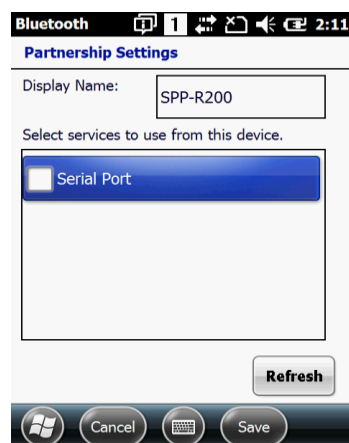 Bluetooth 1 2:11
Partnership Settings
Display Name:
SPP-R200
Select services to use from this device.
Serial Port
Refresh
Cancel Save